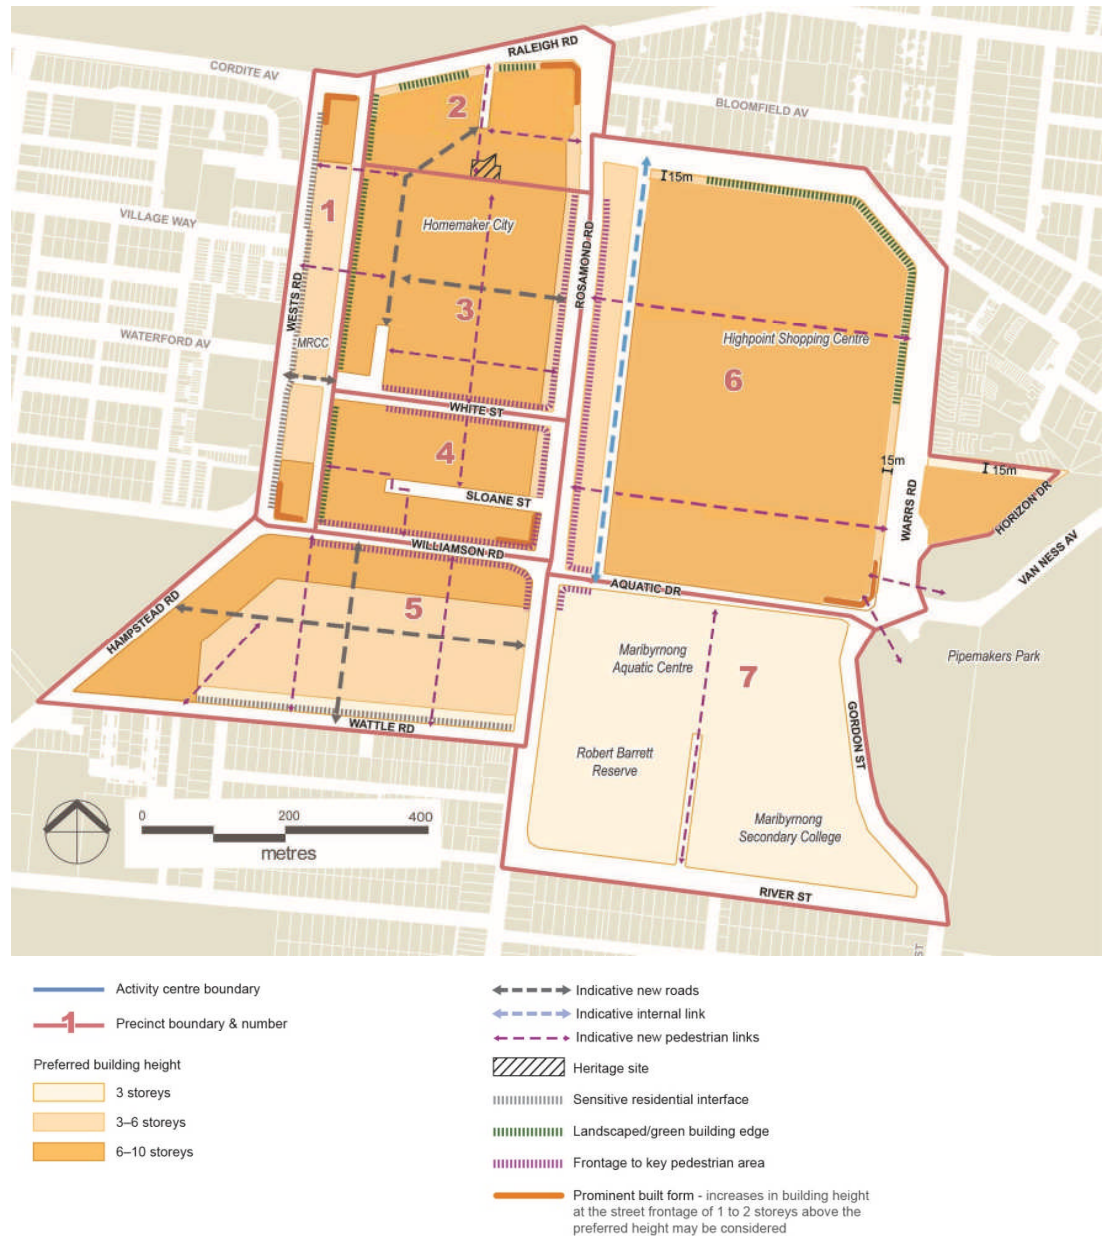 RALEIGH RD
CORDITE AV
2
BLOOMFIELD AV
15m
1
VILLAGE WAY
Homemaker City
ROSAMOND RD
WESTS RD
3
WATERFORD AV
MRCC
Highpoint Shopping Centre
6
WHITE ST
4
15m
15m
SLOANE ST
HORIZON DR
WARRS RD
WILLIAMSON RD
VAN NESS AV
AQUATIC DR
5
HAMPSTEAD RD
Maribyrnong
Aquatic Centre
7
Pipemakers Park
WATTLE RD
GORDON ST
Robert Barrett
Reserve
0 200 400
metres
Maribyrnong
Secondary College
RIVER ST
ST
Activity centre boundary
1 Precinct boundary & number
Preferred building height
3 storeys
3–6 storeys
6–10 storeys
Indicative new roads
Indicative internal link
Indicative new pedestrian links
Heritage site
Sensitive residential interface
Landscaped/green building edge
Frontage to key pedestrian area
Prominent built form - increases in building height
at the street frontage of 1 to 2 storeys above the
preferred height may be considered